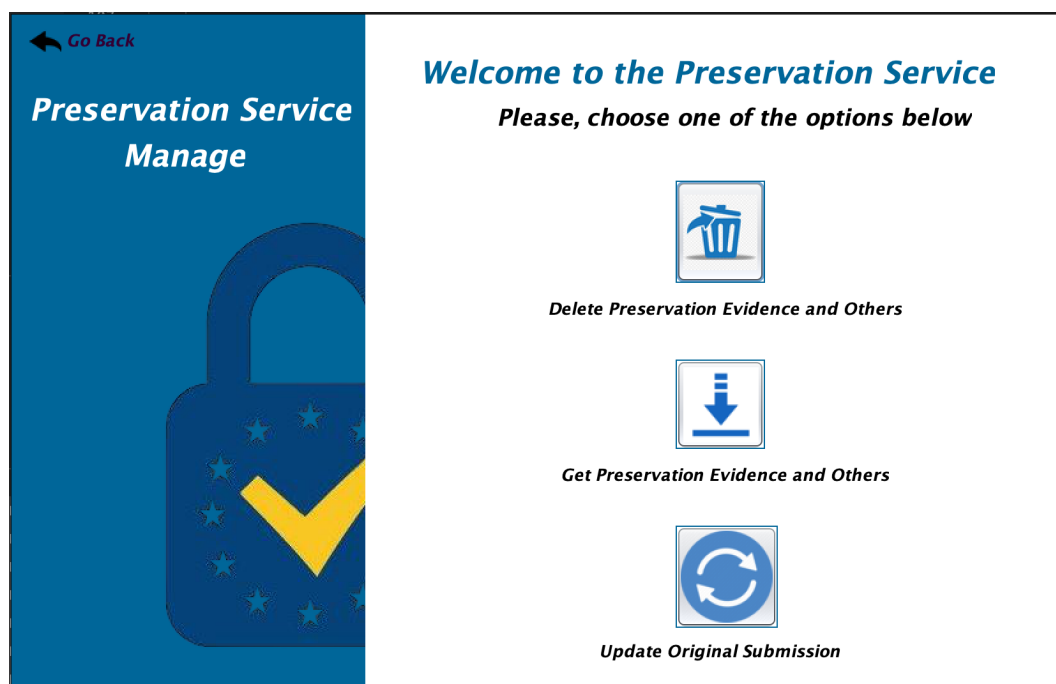 Go Back
Preservation Service
Manage
Welcome to the Preservation Service
Please, choose one of the options below
Delete Preservation Evidence and Others
Get Preservation Evidence and Others
Update Original Submission